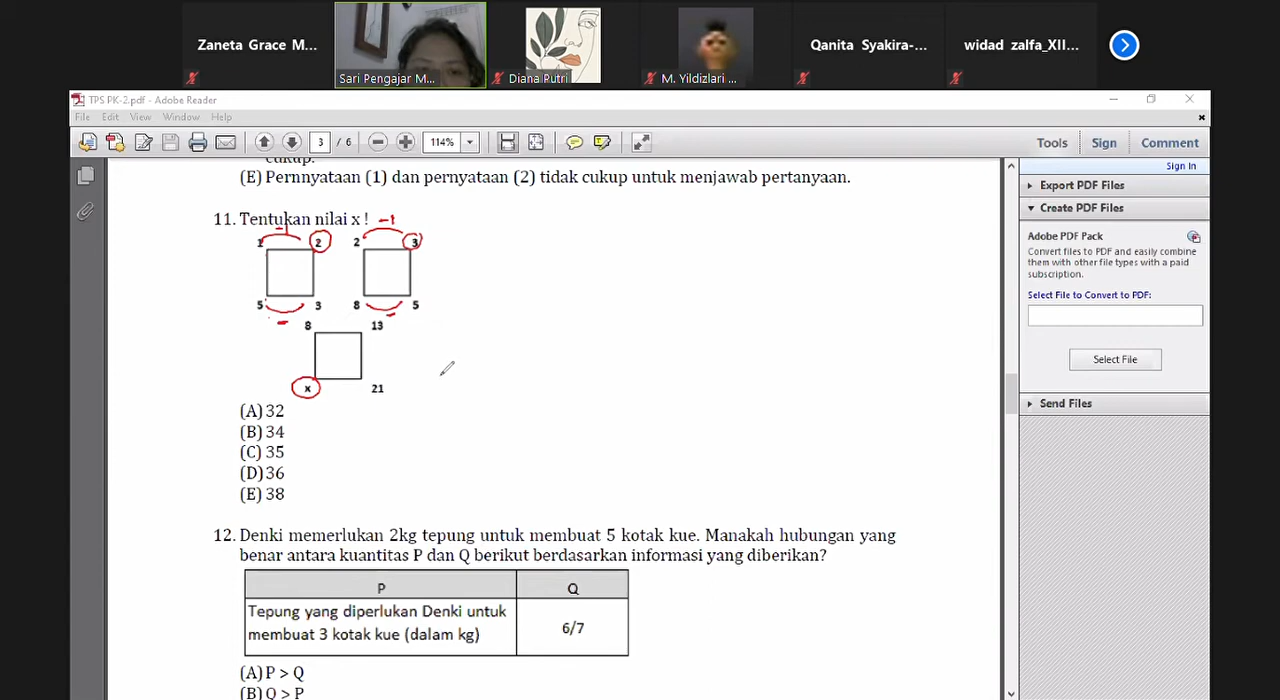 Zaneta Grace M...
Sari Pengajar M...
Diana Putri
M. Yildizlari ...
Qanita Syakira-...
widad zalfa_XII...
TPS PK-2.pdf - Adobe Reader
File Edit View Window Help
3 / 6 114% Tools Sign Comment
Sign In
cukup.
(E) Pernnyataan (1) dan pernyataan (2) tidak cukup untuk menjawab pertanyaan.
11. Tentukan nilai x !
-1 -1
1 2 2 3
5 3 8 5
- -
8 13
x 21
(A) 32
(B) 34
(C) 35
(D) 36
(E) 38
12. Denki memerlukan 2kg tepung untuk membuat 5 kotak kue. Manakah hubungan yang
benar antara kuantitas P dan Q berikut berdasarkan informasi yang diberikan?
P Q
Tepung yang diperlukan Denki untuk
membuat 3 kotak kue (dalam kg)
6/7
(A) P > Q
(B) Q > P
Export PDF Files
Create PDF Files
Adobe PDF Pack
Convert files to PDF and easily combine
them with other file types with a paid
subscription.
Select File to Convert to PDF:
Select File
Send Files